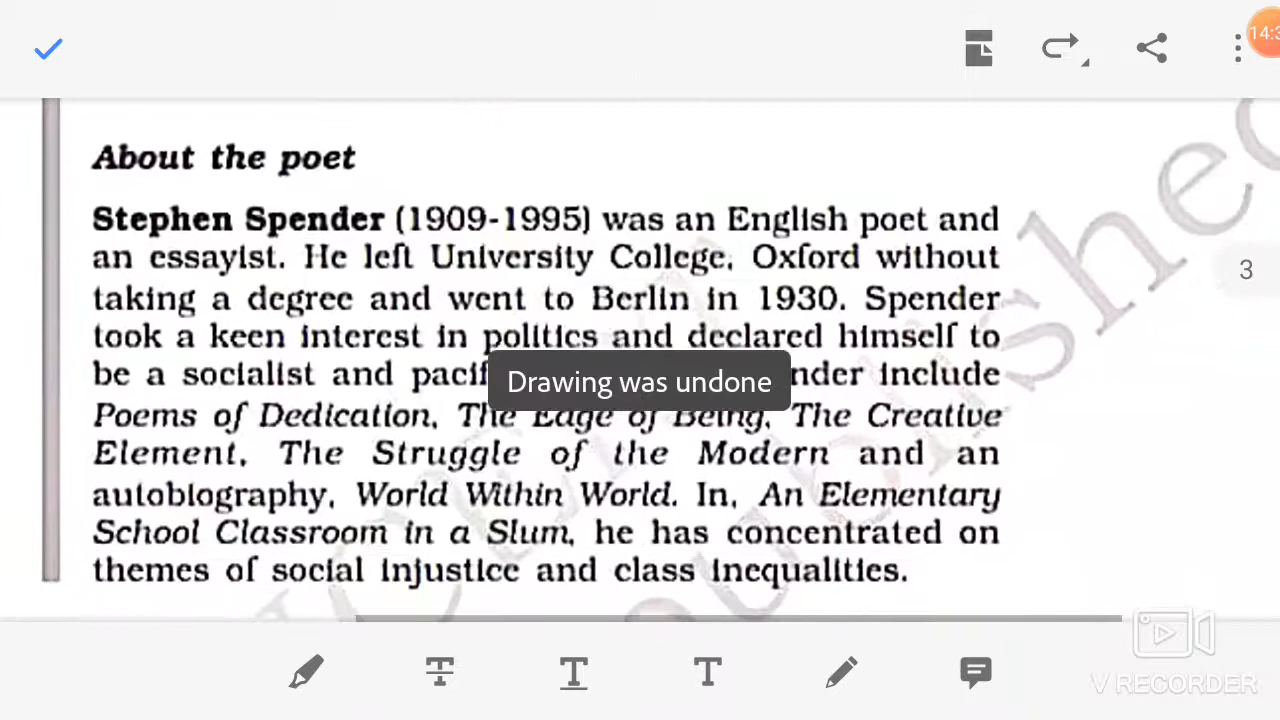 14:3
About the poet
Stephen Spender (1909-1995) was an English poet and
an essayist. He left University College, Oxford without
taking a degree and went to Berlin in 1930. Spender
took a keen interest in politics and declared himself to
be a socialist and pacif
nder include
Drawing was undone
Poems of Dedication, The Edge of Being, The Creative
Element, The Struggle of the Modern and an
autobiography, World Within World. In, An Elementary
School Classroom in a Slum, he has concentrated on
themes of social injustice and class inequalities.
3
V RECORDER